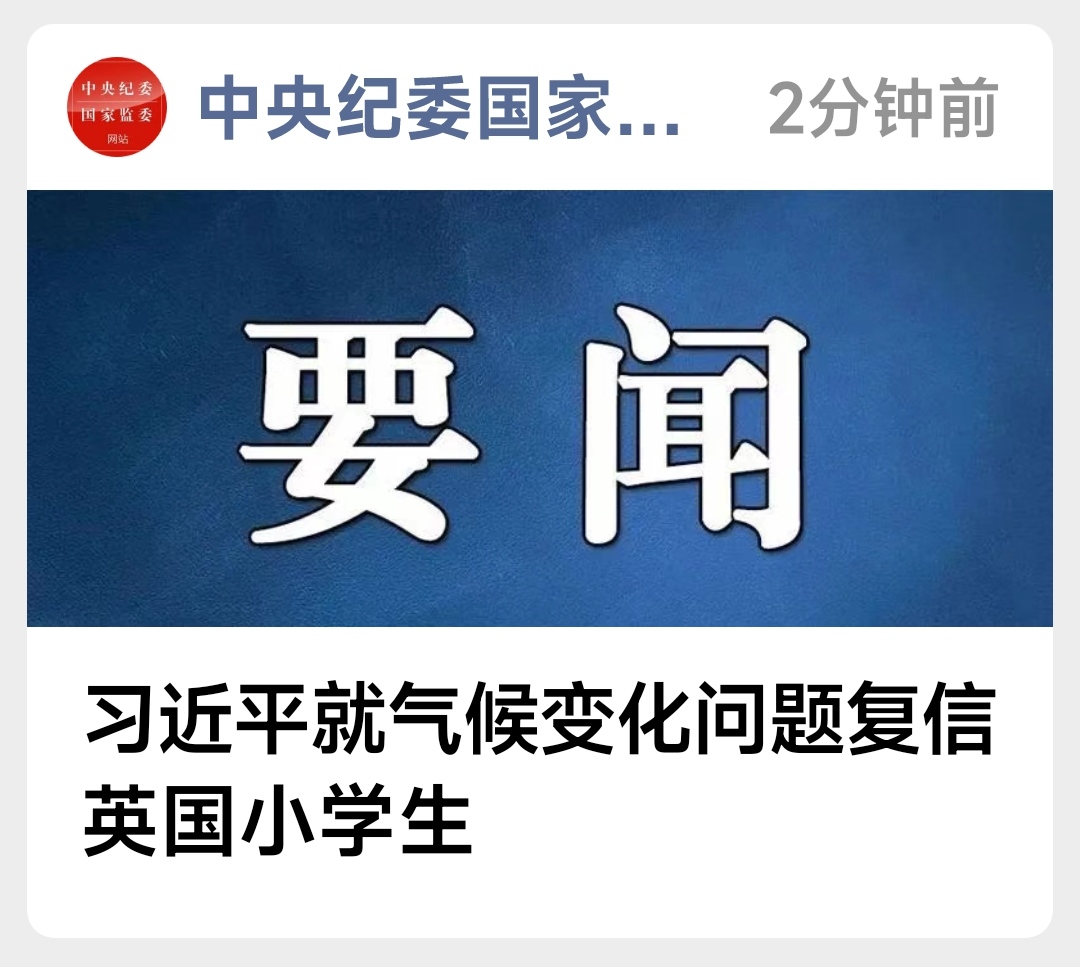 中央纪委
国家监委
网站
中央纪委国家...
2分钟前
要闻
习近平就气候变化问题复信
英国小学生